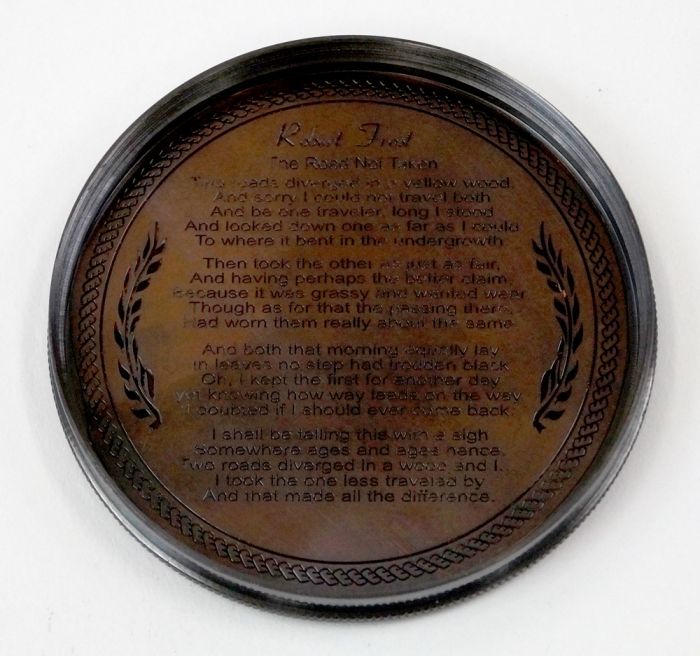 Robert Frost
The Road Not Taken
Two roads diverged in a yellow wood,
And sorry I could not travel both
And be one traveler, long I stood
And looked down one as far as I could
To where it bent in the undergrowth
Then took the other as just as fair,
And having perhaps the better claim,
Because it was grassy and wanted wear
Though as for that the passing there,
Had worn them really about the same
And both that morning equally lay
in leaves no step had trodden black
Oh, I kept the first for another day
yet knowing how way leads on the way
I doubted if I should ever come back.
I shall be telling this with a sigh
Somewhere ages and ages hence,
Two roads diverged in a wood and I..
I took the one less traveled by
And that made all the difference.